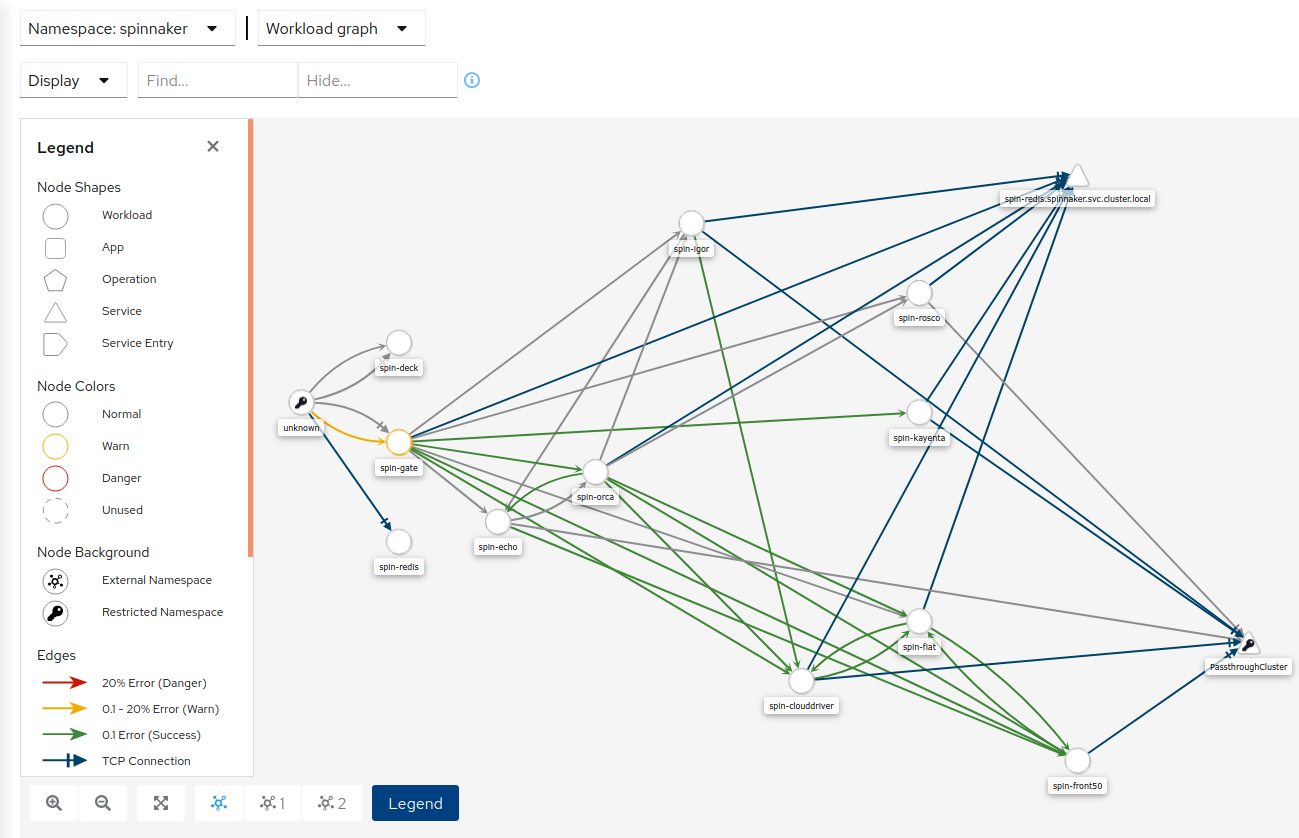 Namespace: spinnaker
Workload graph
Display
Find...
Hide...
Legend
Node Shapes
Workload
App
Operation
Service
Service Entry
Node Colors
Normal
Warn
Danger
Unused
Node Background
External Namespace
Restricted Namespace
Edges
20% Error (Danger)
0.1 - 20% Error (Warn)
0.1 Error (Success)
TCP Connection
1
2
Legend
spin-redis.spinnaker.svc.cluster.local
spin-igor
spin-rosco
spin-deck
unknown
spin-kayenta
spin-gate
spin-orca
spin-echo
spin-redis
spin-fiat
PassthroughCluster
spin-clouddriver
spin-front50